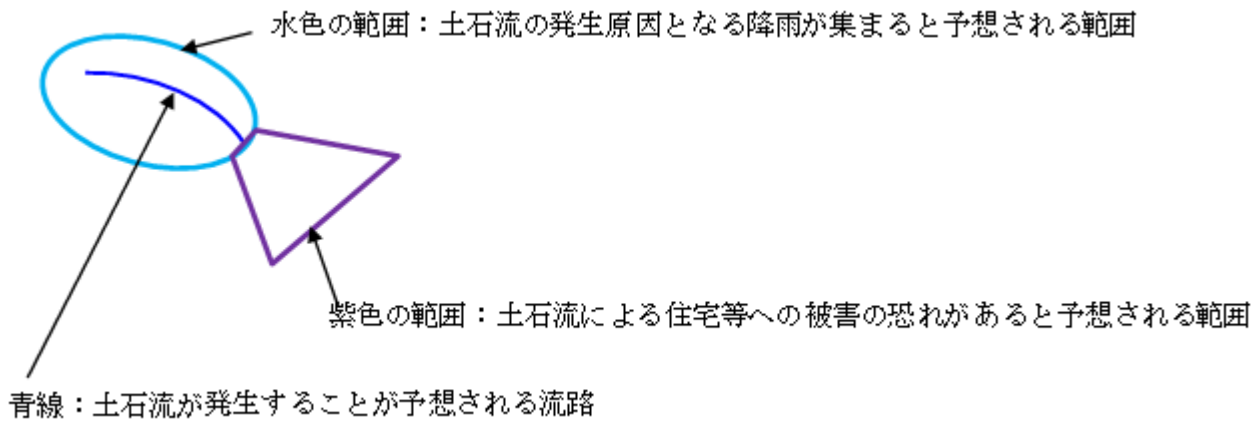 水色の範囲：土石流の発生原因となる降雨が集まると予想される範囲
紫色の範囲：土石流による住宅等への被害の恐れがあると予想される範囲
青線：土石流が発生することが予想される流路